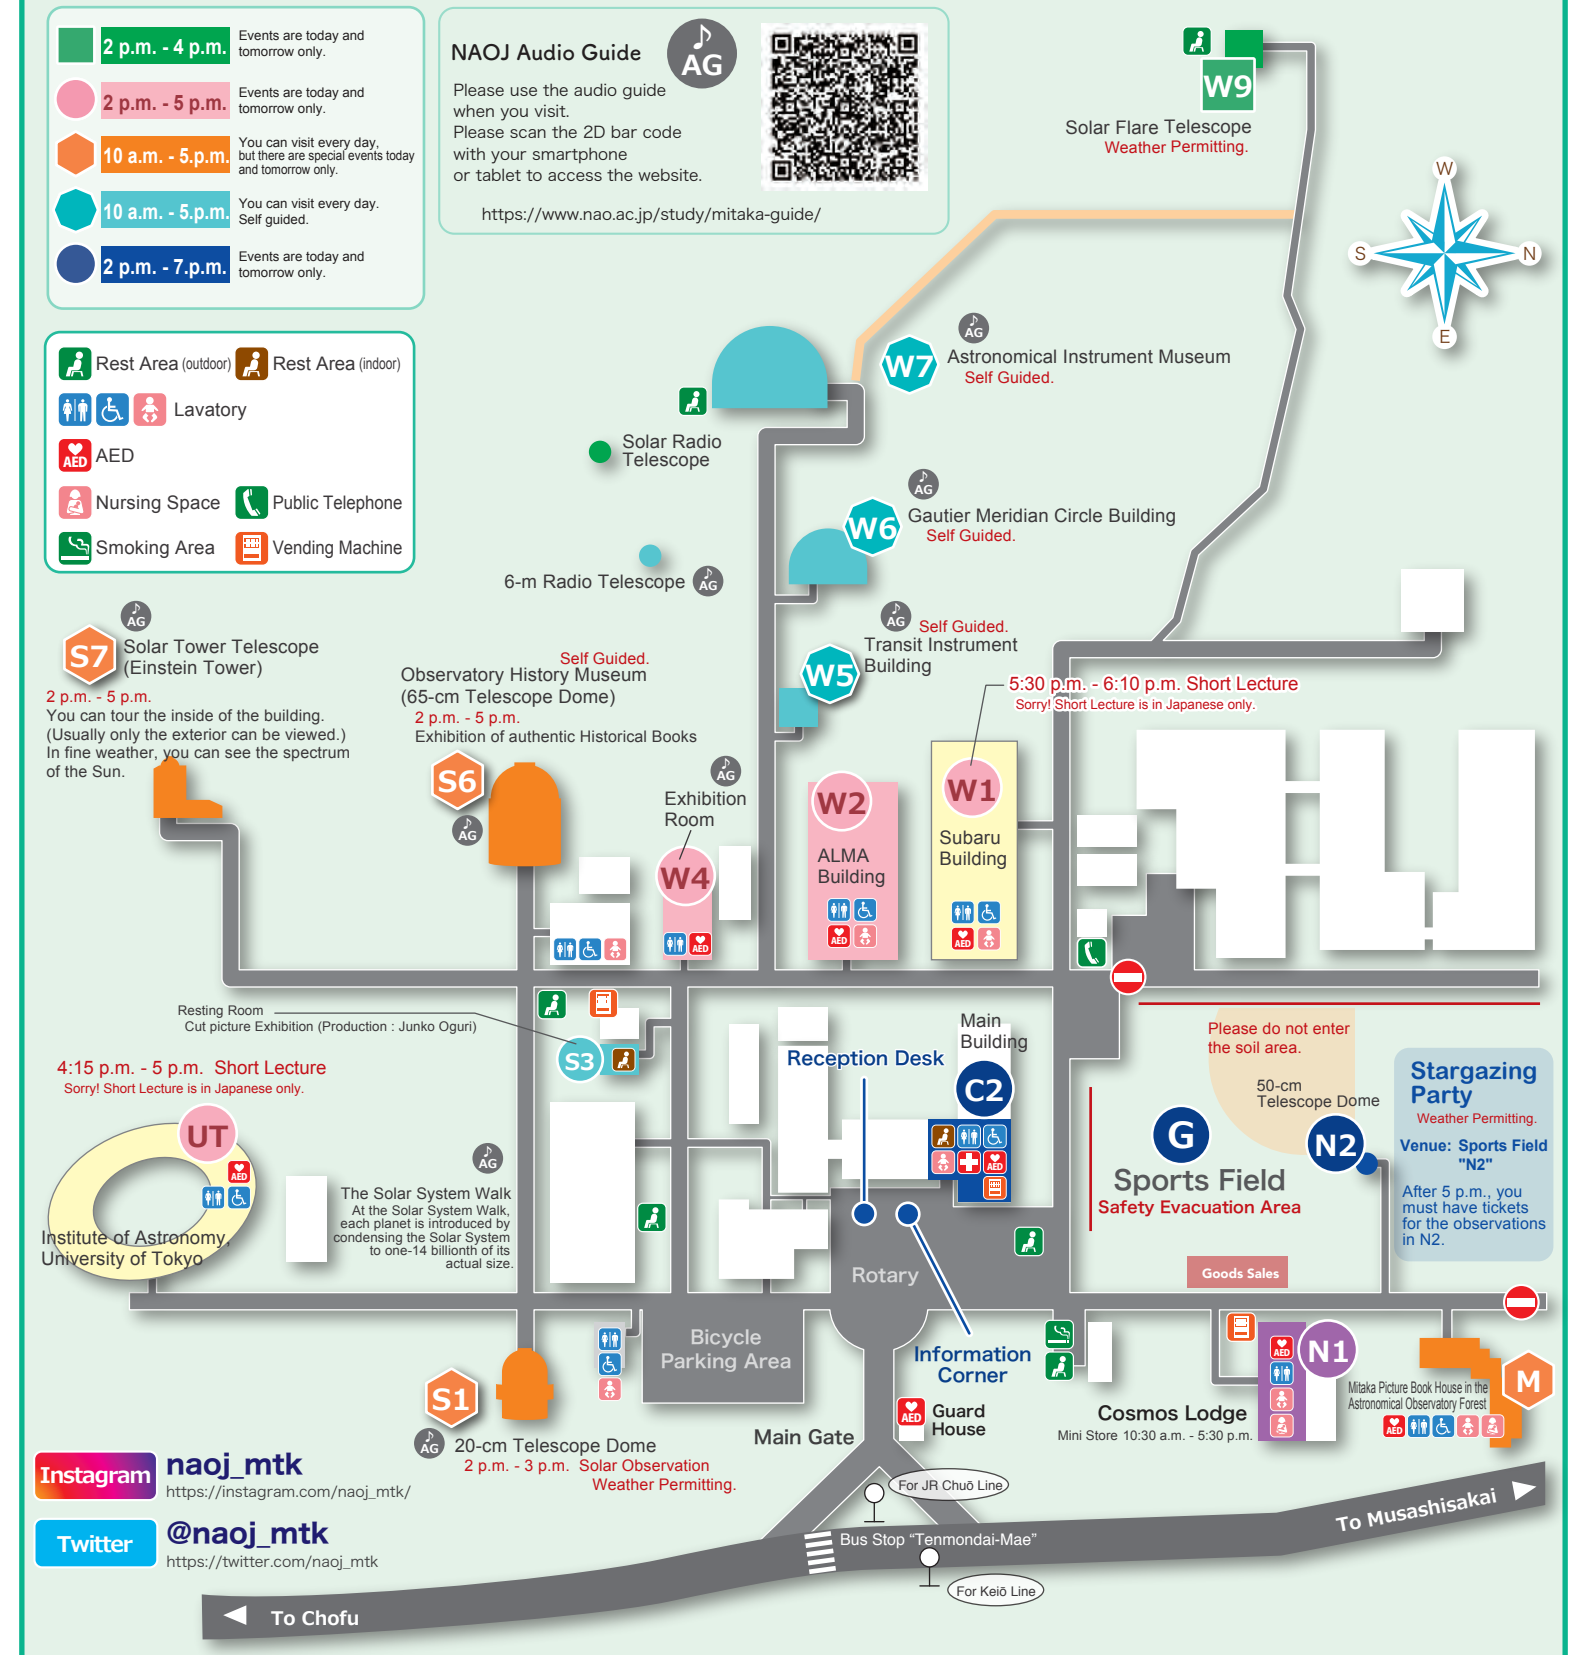 2 p.m. - 4 p.m.
Events are today and
tomorrow only.
2 p.m. - 5 p.m.
Events are today and
tomorrow only.
10 a.m. - 5.p.m.
You can visit every day,
but there are special events today
and tomorrow only.
10 a.m. - 5.p.m.
You can visit every day.
Self guided.
2 p.m. - 7.p.m.
Events are today and
tomorrow only.
NAOJ Audio Guide
AG
Please use the audio guide
when you visit.
Please scan the 2D bar code
with your smartphone
or tablet to access the website.
https://www.nao.ac.jp/study/mitaka-guide/
W9
Solar Flare Telescope
Weather Permitting.
W
S
N
E
Rest Area (outdoor)
Rest Area (indoor)
Lavatory
AED
AED
Nursing Space
Public Telephone
Smoking Area
Vending Machine
AG
W7
Astronomical Instrument Museum
Self Guided.
Solar Radio
Telescope
AG
W6
Gautier Meridian Circle Building
Self Guided.
6-m Radio Telescope
AG
AG
S7
Solar Tower Telescope
(Einstein Tower)
2 p.m. - 5 p.m.
You can tour the inside of the building.
(Usually only the exterior can be viewed.)
In fine weather, you can see the spectrum
of the Sun.
Self Guided.
Observatory History Museum
(65-cm Telescope Dome)
2 p.m. - 5 p.m.
Exhibition of authentic Historical Books
S6
AG
AG
Self Guided.
Transit Instrument
Building
W5
5:30 p.m. - 6:10 p.m. Short Lecture
Sorry! Short Lecture is in Japanese only.
AG
Exhibition
Room
W4
AED
W2
ALMA
Building
AED
W1
Subaru
Building
AED
Resting Room
Cut picture Exhibition (Production : Junko Oguri)
S3
4:15 p.m. - 5 p.m. Short Lecture
Sorry! Short Lecture is in Japanese only.
UT
AED
Institute of Astronomy,
University of Tokyo
AG
The Solar System Walk
At the Solar System Walk,
each planet is introduced by
condensing the Solar System
to one-14 billionth of its
actual size.
Main
Building
Reception Desk
C2
AED
Please do not enter
the soil area.
50-cm
Telescope Dome
G
N2
Sports Field
Safety Evacuation Area
Stargazing
Party
Weather Permitting.
Venue: Sports Field
"N2"
After 5 p.m., you
must have tickets
for the observations
in N2.
Goods Sales
Rotary
Bicycle
Parking Area
Information
Corner
S1
AG
20-cm Telescope Dome
2 p.m. - 3 p.m. Solar Observation
Weather Permitting.
Main Gate
AED
Guard
House
Cosmos Lodge
Mini Store 10:30 a.m. - 5:30 p.m.
N1
AED
M
Mitaka Picture Book House in the
Astronomical Observatory Forest
AED
Instagram
naoj_mtk
https://instagram.com/naoj_mtk/
Twitter
@naoj_mtk
https://twitter.com/naoj_mtk
For JR Chuō Line
Bus Stop “Tenmondai-Mae”
For Keiō Line
To Musashisakai
To Chofu